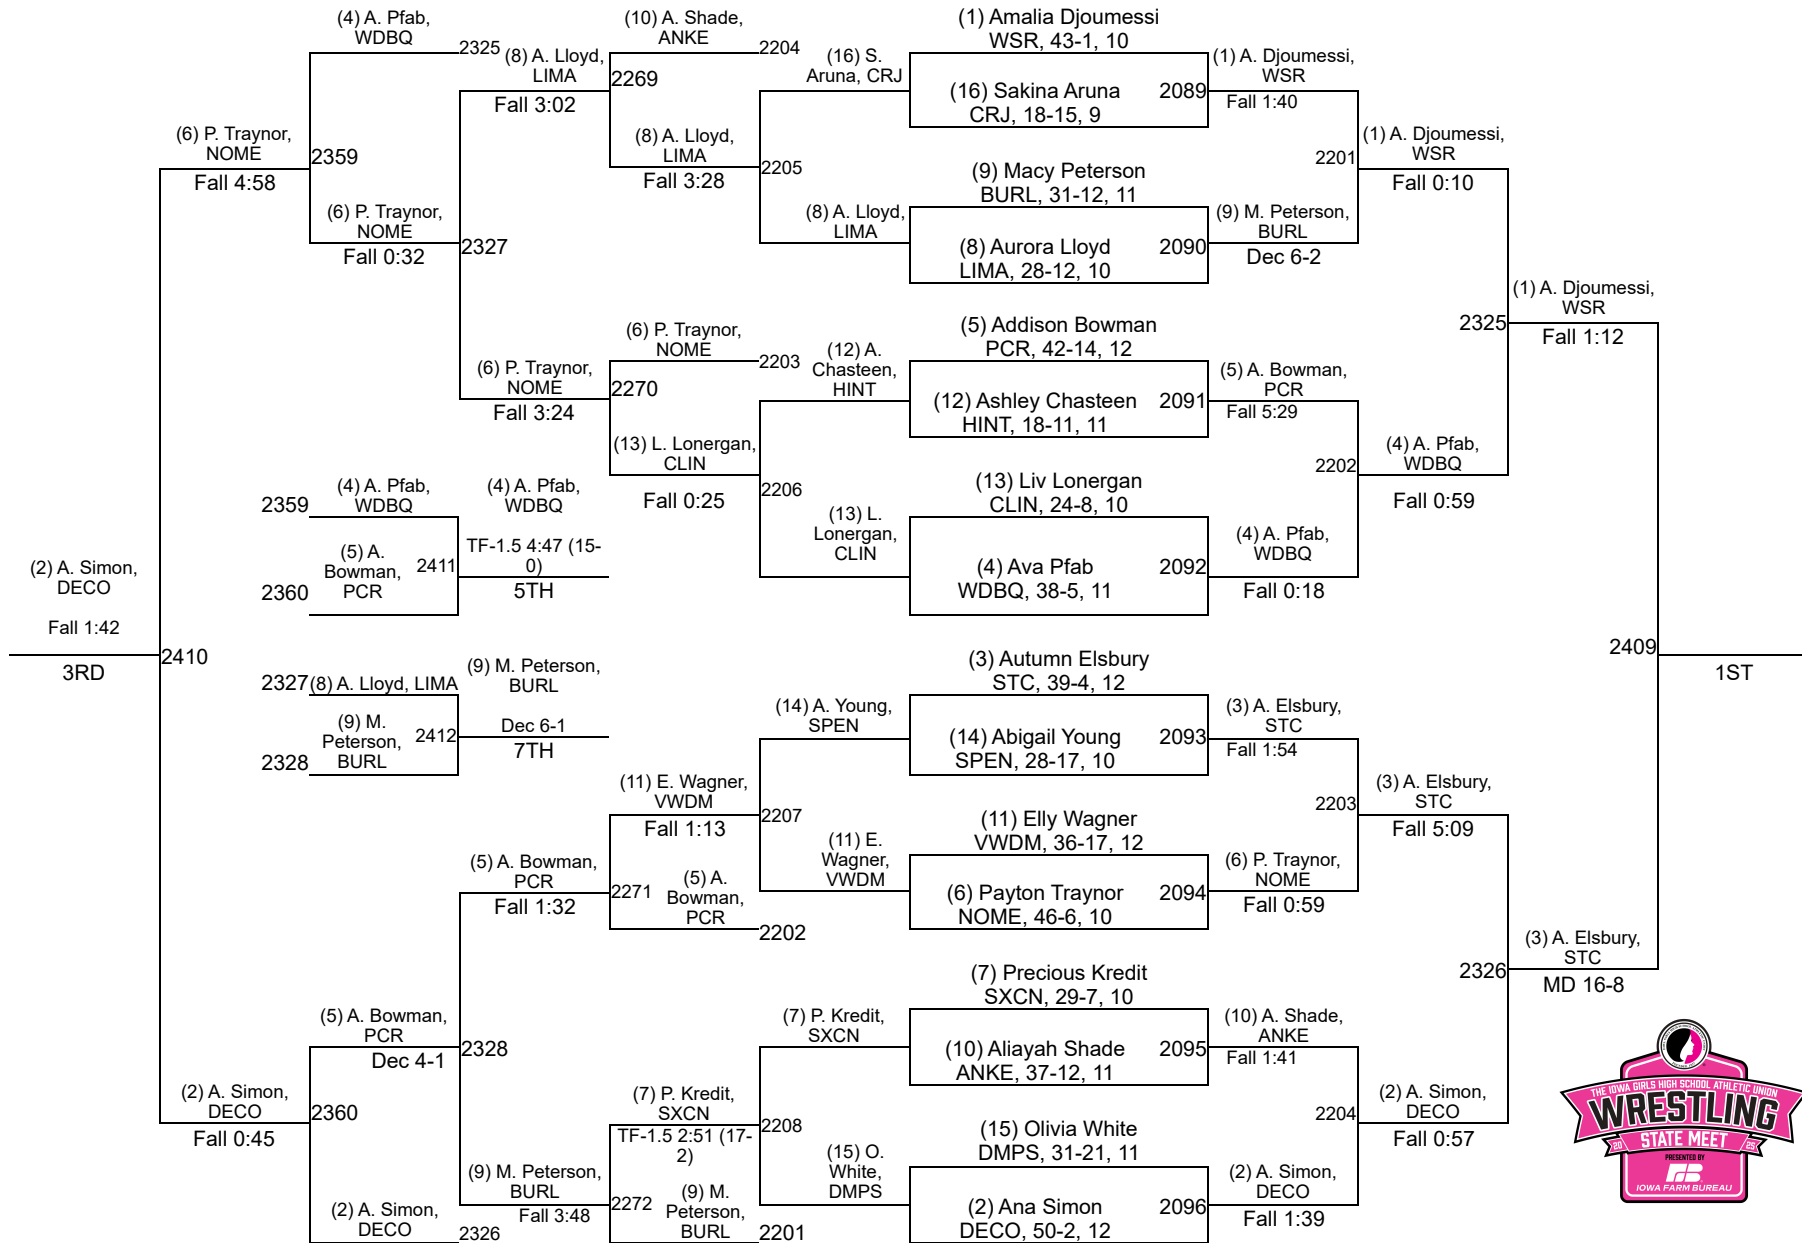 (4) A. Pfab,
WDBQ
2325
(10) A. Shade,
ANKE
2204
(8) A. Lloyd,
LIMA
Fall 3:02
2269
(6) P. Traynor,
NOME
Fall 4:58
2359
(8) A. Lloyd,
LIMA
Fall 3:28
2205
(6) P. Traynor,
NOME
Fall 0:32
2327
(16) S.
Aruna, CRJ
(8) A. Lloyd,
LIMA
(1) Amalia Djoumessi
WSR, 43-1, 10
(16) Sakina Aruna
CRJ, 18-15, 9
2089
(9) Macy Peterson
BURL, 31-12, 11
(8) Aurora Lloyd
LIMA, 28-12, 10
2090
(1) A. Djoumessi,
WSR
Fall 1:40
2201
(9) M. Peterson,
BURL
Dec 6-2
(1) A. Djoumessi,
WSR
Fall 0:10
(6) P. Traynor,
NOME
2203
(6) P. Traynor,
NOME
Fall 3:24
2270
(13) L. Lonergan,
CLIN
Fall 0:25
2206
(12) A.
Chasteen,
HINT
(13) L.
Lonergan,
CLIN
(5) Addison Bowman
PCR, 42-14, 12
(12) Ashley Chasteen
HINT, 18-11, 11
2091
(13) Liv Lonergan
CLIN, 24-8, 10
(4) Ava Pfab
WDBQ, 38-5, 11
2092
(5) A. Bowman,
PCR
Fall 5:29
2202
(4) A. Pfab,
WDBQ
Fall 0:18
(4) A. Pfab,
WDBQ
Fall 0:59
2325
(1) A. Djoumessi,
WSR
Fall 1:12
2359
(4) A. Pfab,
WDBQ
2360
(5) A.
Bowman,
PCR
2411
(4) A. Pfab,
WDBQ
TF-1.5 4:47 (15-
0)
5TH
(2) A. Simon,
DECO
Fall 1:42
3RD
2410
2327
(8) A. Lloyd, LIMA
2328
(9) M.
Peterson,
BURL
2412
(9) M. Peterson,
BURL
Dec 6-1
7TH
2409
1ST
(11) E. Wagner,
VWDM
Fall 1:13
2207
(5) A. Bowman,
PCR
Fall 1:32
2271
(5) A.
Bowman,
PCR
2202
(14) A. Young,
SPEN
(11) E.
Wagner,
VWDM
(3) Autumn Elsbury
STC, 39-4, 12
(14) Abigail Young
SPEN, 28-17, 10
2093
(11) Elly Wagner
VWDM, 36-17, 12
(6) Payton Traynor
NOME, 46-6, 10
2094
(3) A. Elsbury,
STC
Fall 1:54
2203
(6) P. Traynor,
NOME
Fall 0:59
(3) A. Elsbury,
STC
Fall 5:09
2326
(3) A. Elsbury,
STC
MD 16-8
(5) A. Bowman,
PCR
Dec 4-1
2328
(2) A. Simon,
DECO
Fall 0:45
2360
(2) A. Simon,
DECO
2326
(7) P. Kredit,
SXCN
TF-1.5 2:51 (17-
2)
2208
(9) M. Peterson,
BURL
Fall 3:48
2272
(9) M.
Peterson,
BURL
2201
(7) P. Kredit,
SXCN
(15) O.
White,
DMPS
(7) Precious Kredit
SXCN, 29-7, 10
(10) Aliayah Shade
ANKE, 37-12, 11
2095
(15) Olivia White
DMPS, 31-21, 11
(2) Ana Simon
DECO, 50-2, 12
2096
(10) A. Shade,
ANKE
Fall 1:41
2204
(2) A. Simon,
DECO
Fall 1:39
(2) A. Simon,
DECO
Fall 0:57
THE IOWA GIRLS HIGH SCHOOL ATHLETIC UNION
WRESTLING
20 STATE MEET 25
PRESENTED BY
FB
IOWA FARM BUREAU